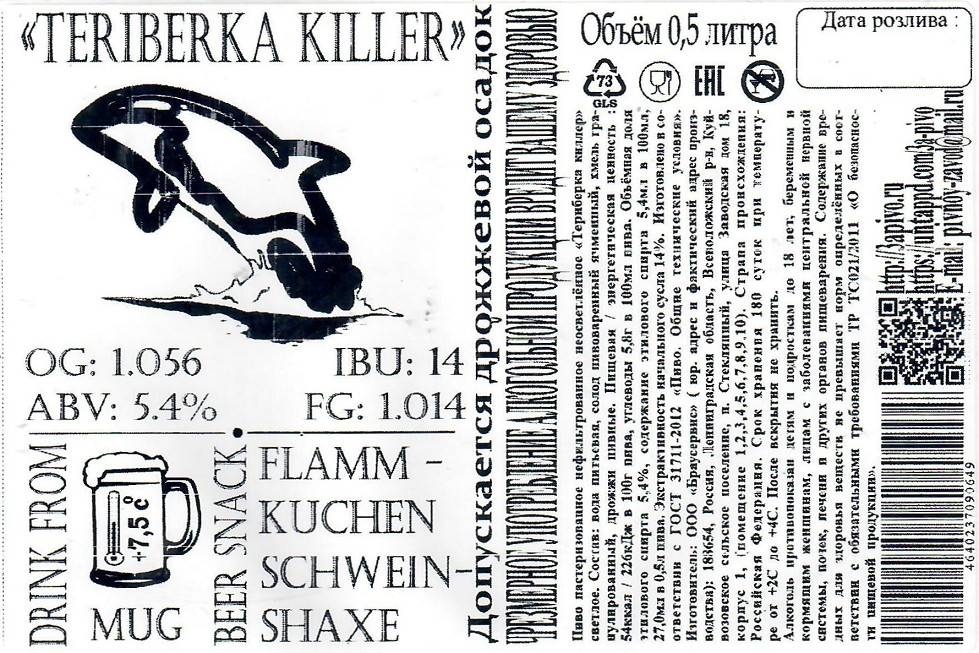 «TERIBERKA KILLER»
OG: 1.056
IBU: 14
ABV: 5.4%
FG: 1.014
DRINK FROM
+7,5c
MUG
BEER SNACK
FLAMM -
KUCHEN
SCHWEIN-
SHAXE
Допускается дрожжевой осадок
ЧРЕЗМЕРНОЕ УПОТРЕБЛЕНИЕ АЛКОГОЛЬНОЙ ПРОДУКЦИИ ВРЕДИТ ВАШЕМУ ЗДОРОВЬЮ
Объём 0,5 литра
Дата розлива :
73
GLS
EAC
Пиво пастеризованное нефильтрованное неосветлённое «Териберка киллер»
светлое. Состав: вода питьевая, солод пивоваренный ячменный, хмель гра-
нулированный, дрожжи пивные. Пищевая / энергетическая ценность :
54ккал / 226кДж в 100г пива, углеводы 5,8г в 100мл пива. Объёмная доля
этилового спирта 5,4%, содержание этилового спирта 5,4мл в 100мл,
27,0мл в 0,5л пива. Экстрактивность начального сусла 14%. Изготовлено в со-
ответствии с ГОСТ 31711-2012 «Пиво. Общие технические условия».
Изготовитель: ООО «Браусервис» ( юр. адрес и фактический адрес произ-
водства): 188654, Россия, Ленинградская область, Всеволожский р-н, Куй-
возовское сельское поселение, п. Стеклянный, улица Заводская дом 18,
корпус 1, (помещение 1,2,3,4,5,6,7,8,9,10). Страна происхождения:
Российская Федерация. Срок хранения 180 суток при температу-
ре от +2С до +4С. После вскрытия не хранить.
Алкоголь противопоказан детям и подросткам до 18 лет, беременным и
кормящим женщинам, лицам с заболеваниями центральной нервной
системы, почек, печени и других органов пищеварения. Содержание вре-
дных для здоровья веществ не превышает норм определённых в соот-
ветствии с обязательными требованиями ТР ТС021/2011 «О безопаснос-
ти пищевой продукции».
http://3apivo.ru
https://untappd.com/3a-pivo
E-mail: pivnoy-zavod@mail.ru
4640237090649